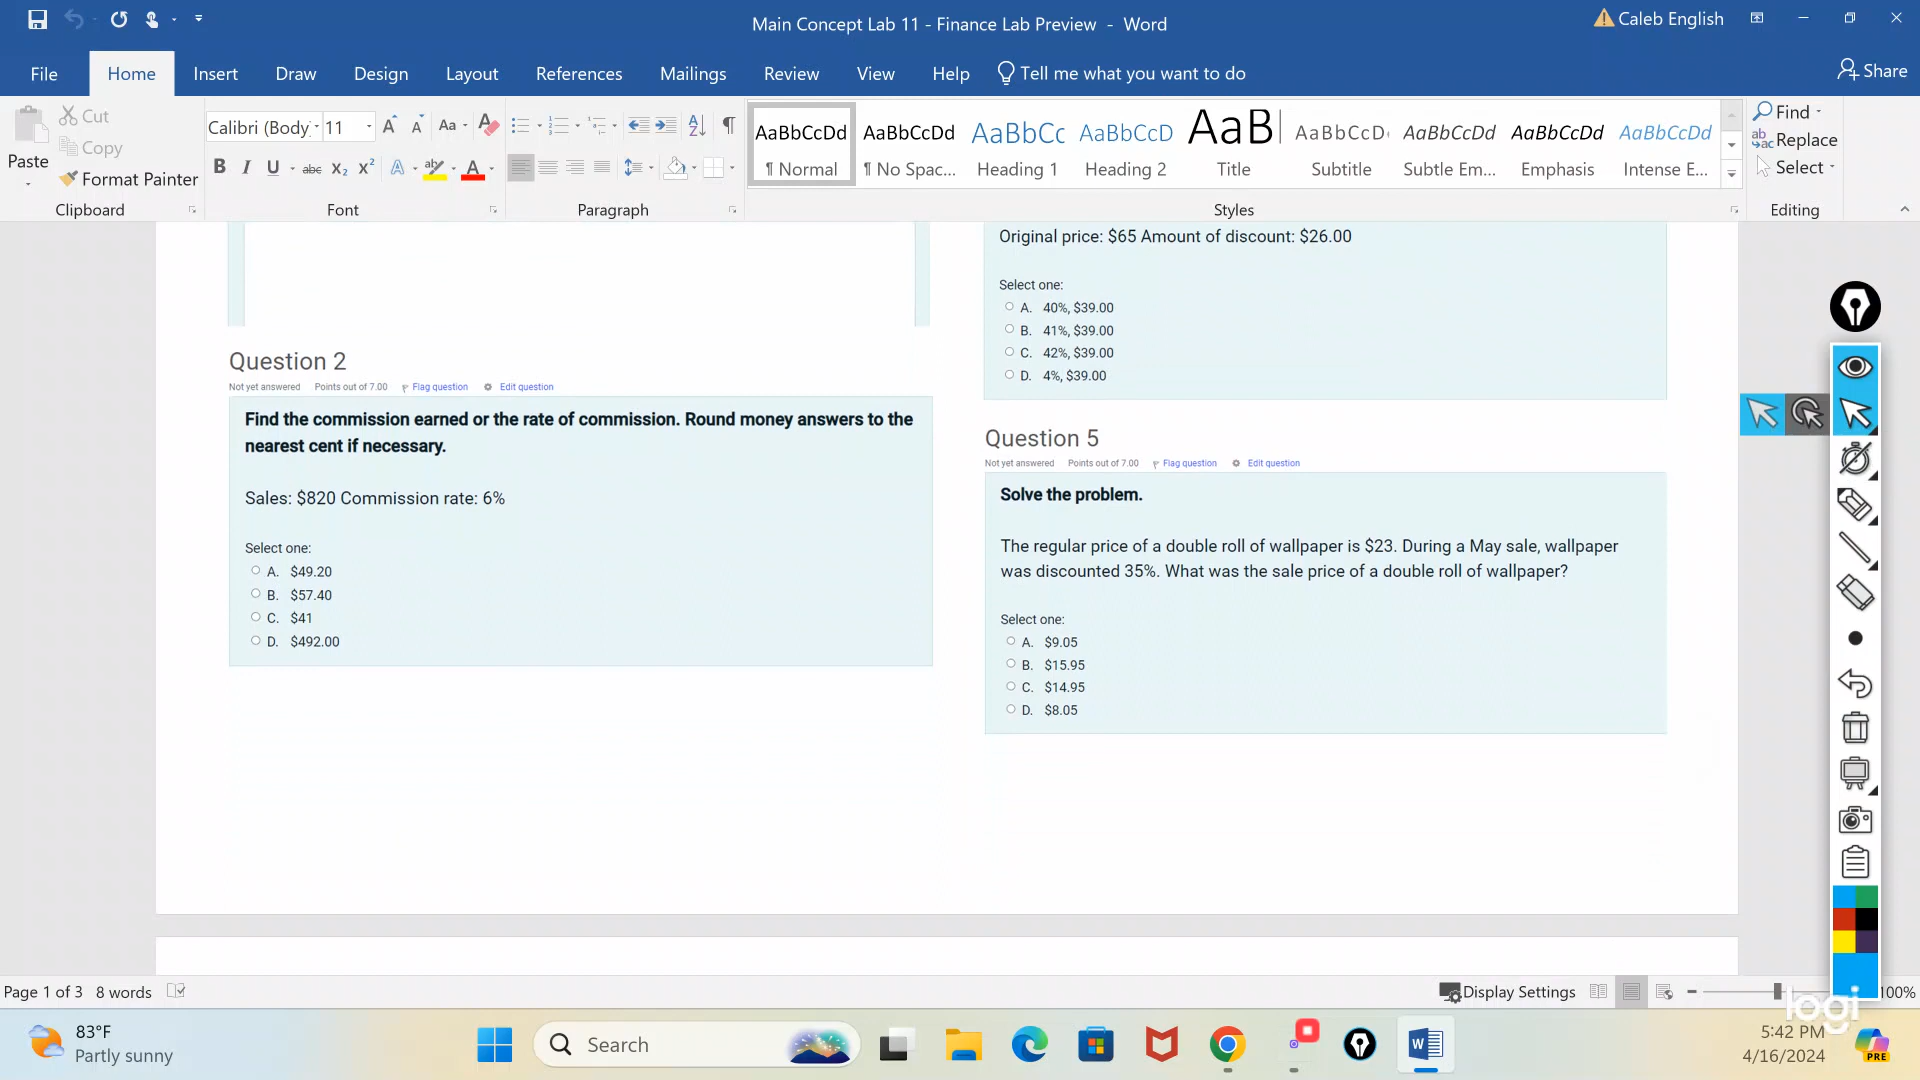 Main Concept Lab 11 - Finance Lab Preview - Word
Caleb English
File Home Insert Draw Design Layout References Mailings Review View Help Tell me what you want to do Share
Paste
Cut
Copy
Format Painter
Clipboard
Calibri (Body 11
Font
Paragraph
AaBbCcDd AaBbCcDd AaBbCc AaBbCcD AaB AaBbCcD AaBbCcDd AaBbCcDd AaBbCcDd
¶ Normal ¶ No Spac... Heading 1 Heading 2 Title Subtitle Subtle Em... Emphasis Intense E...
Styles
Find
Replace
Select
Editing
Question 2
Not yet answered Points out of 7.00 Flag question Edit question
Find the commission earned or the rate of commission. Round money answers to the
nearest cent if necessary.
Sales: $820 Commission rate: 6%
Select one:
A. $49.20
B. $57.40
C. $41
D. $492.00
Original price: $65 Amount of discount: $26.00
Select one:
A. 40%, $39.00
B. 41%, $39.00
C. 42%, $39.00
D. 4%, $39.00
Question 5
Not yet answered Points out of 7.00 Flag question Edit question
Solve the problem.
The regular price of a double roll of wallpaper is $23. During a May sale, wallpaper
was discounted 35%. What was the sale price of a double roll of wallpaper?
Select one:
A. $9.05
B. $15.95
C. $14.95
D. $8.05
Page 1 of 3 8 words
Display Settings
100%
logi
83°F
Partly sunny
Search
5:42 PM
4/16/2024
PRE